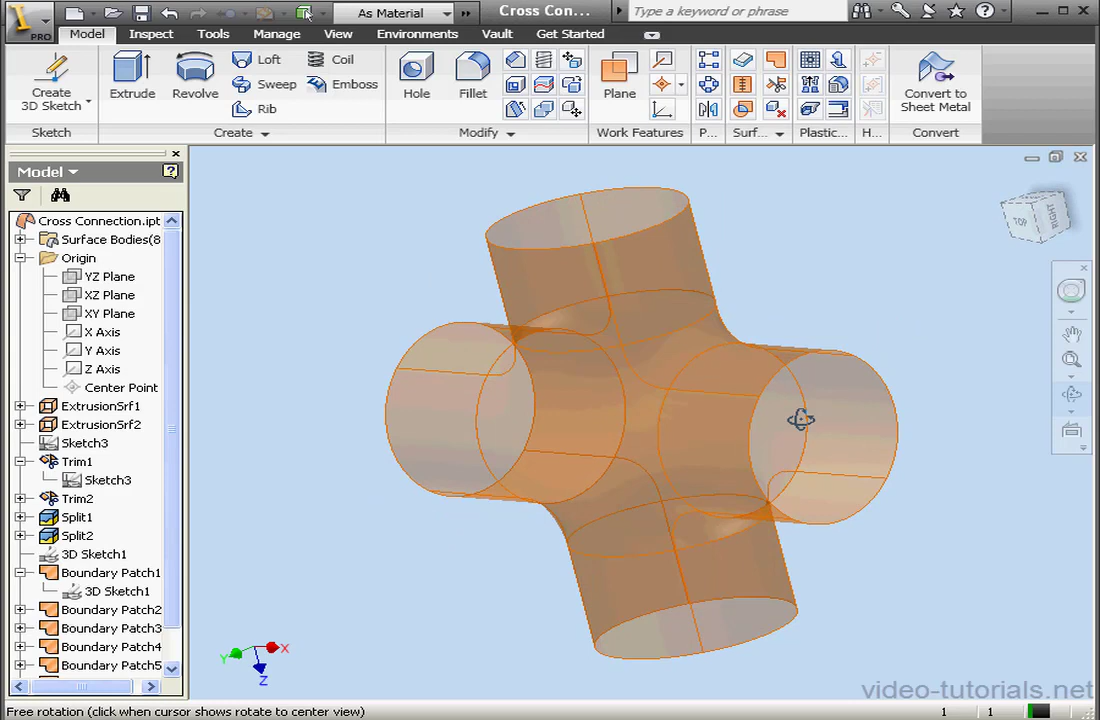 PRO
As Material
Cross Con...
Type a keyword or phrase
Model Inspect Tools Manage View Environments Vault Get Started
Create
3D Sketch
Extrude
Revolve
Loft
Sweep
Rib
Coil
Emboss
Hole
Fillet
Plane
Convert to
Sheet Metal
Sketch
Create
Modify
Work Features
P...
Surf...
Plastic...
H...
Convert
Model
Cross Connection.ipt
Surface Bodies(8
Origin
YZ Plane
XZ Plane
XY Plane
X Axis
Y Axis
Z Axis
Center Point
ExtrusionSrf1
ExtrusionSrf2
Sketch3
Trim1
Sketch3
Trim2
Split1
Split2
3D Sketch1
Boundary Patch1
3D Sketch1
Boundary Patch2
Boundary Patch3
Boundary Patch4
Boundary Patch5
TOP
RIGHT
X
Y
Z
video-tutorials.net
Free rotation (click when cursor shows rotate to center view)
1 1